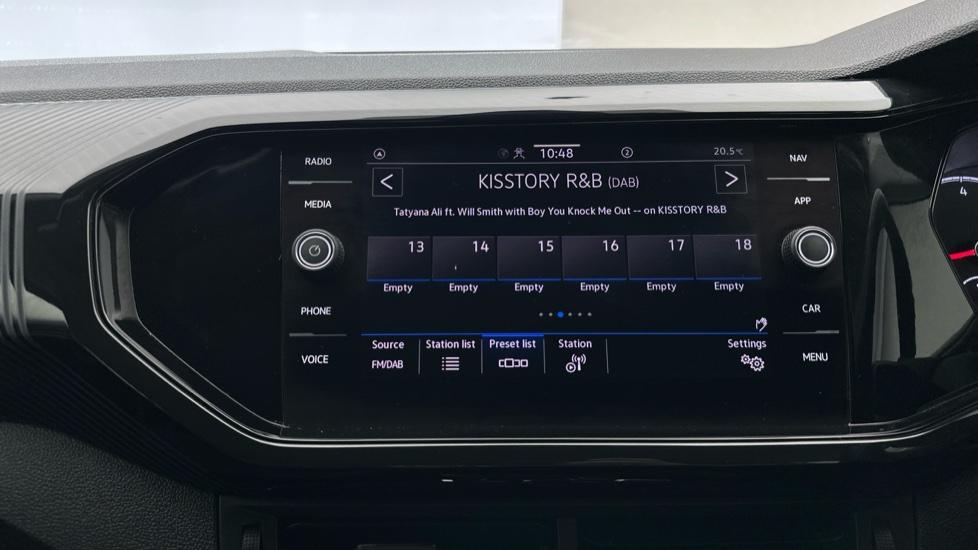 RADIO
MEDIA
PHONE
VOICE
10:48 2 20.5°C
< KISSTORY R&B (DAB) >
Tatyana Ali ft. Will Smith with Boy You Knock Me Out -- on KISSTORY R&B
13 14 15 16 17 18
Empty Empty Empty Empty Empty Empty
Source Station list Preset list Station Settings
FM/DAB
NAV
APP
CAR
MENU
4